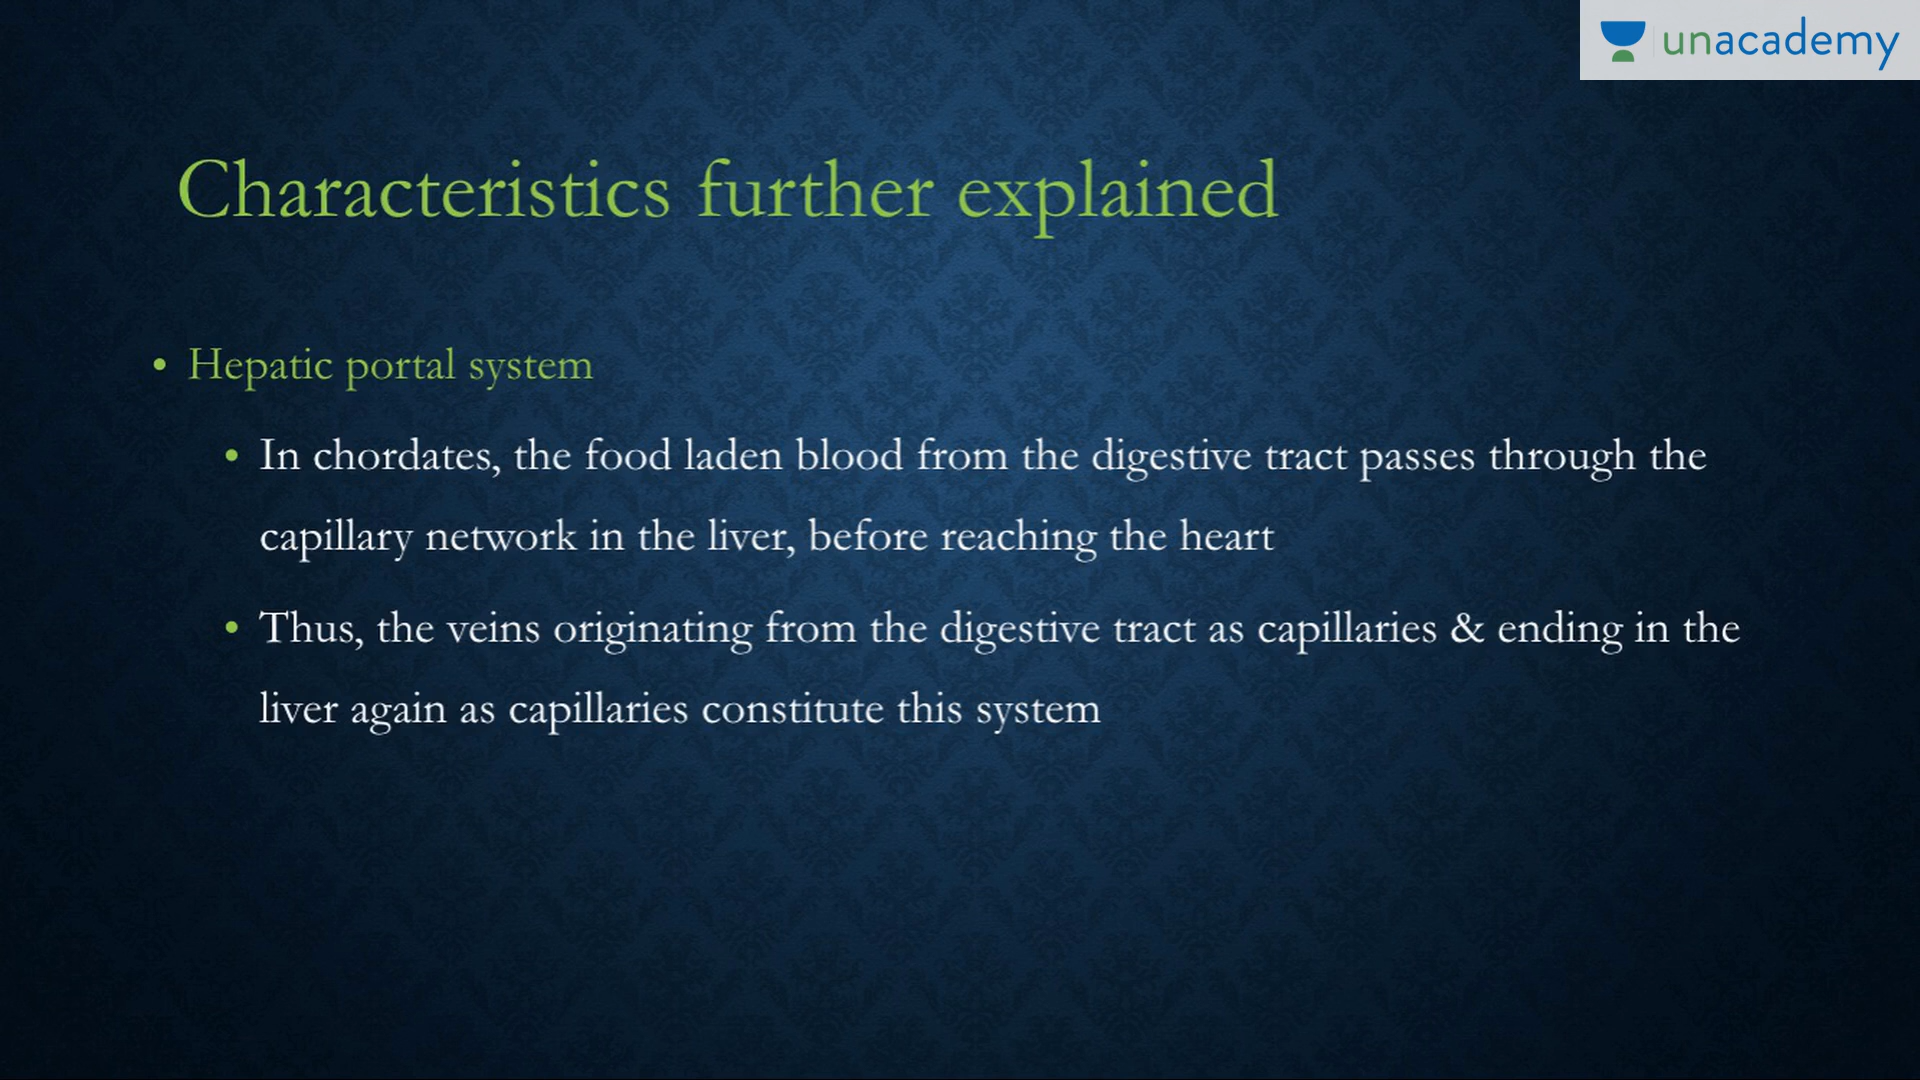 unacademy
Characteristics further explained
• Hepatic portal system
• In chordates, the food laden blood from the digestive tract passes through the
capillary network in the liver, before reaching the heart
• Thus, the veins originating from the digestive tract as capillaries & ending in the
liver again as capillaries constitute this system